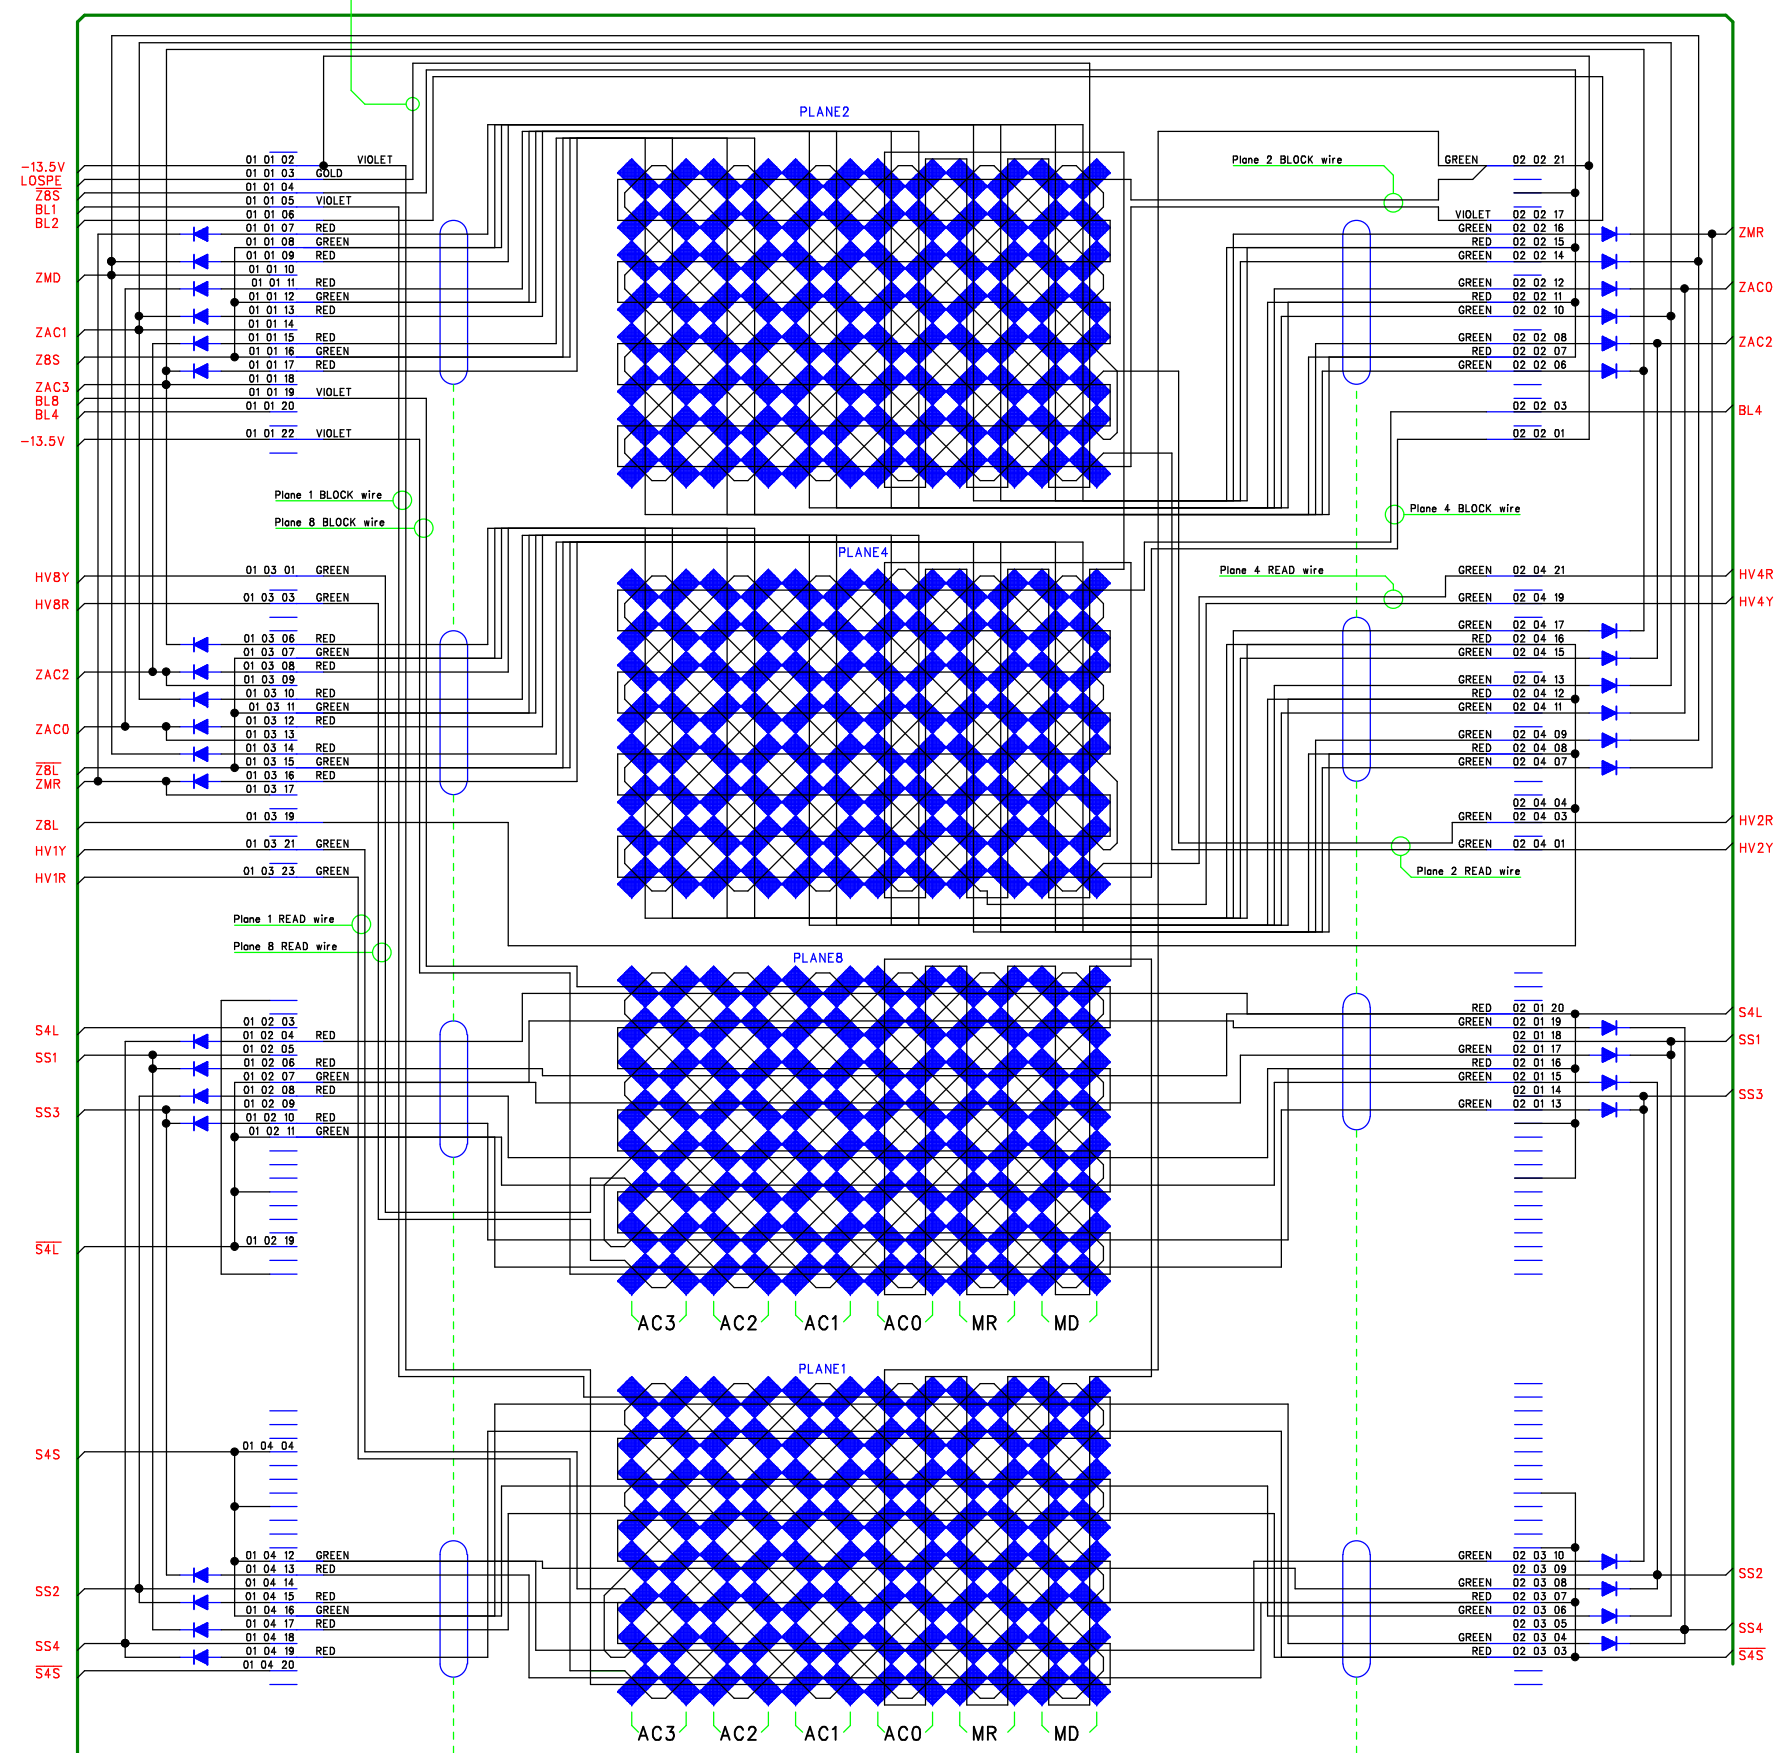 PLANE2
-13.5V 01 01 02 VIOLET Plane 2 BLOCK wire GREEN 02 02 21
LOSPE 01 01 03 GOLD
Z8S 01 01 04
BL1 01 01 05 VIOLET
BL2 01 01 06 VIOLET 02 02 17
01 01 07 RED GREEN 02 02 16 ZMR
01 01 08 GREEN RED 02 02 15
01 01 09 RED GREEN 02 02 14
ZMD 01 01 10
01 01 11 RED GREEN 02 02 12 ZAC0
01 01 12 GREEN RED 02 02 11
01 01 13 RED GREEN 02 02 10
ZAC1 01 01 14
01 01 15 RED GREEN 02 02 08 ZAC2
Z8S 01 01 16 GREEN RED 02 02 07
01 01 17 RED GREEN 02 02 06
ZAC3 01 01 18
BL8 01 01 19 VIOLET
BL4 01 01 20 02 02 03 BL4
-13.5V 01 01 22 VIOLET 02 02 01
Plane 1 BLOCK wire
Plane 8 BLOCK wire Plane 4 BLOCK wire
PLANE4
HV8Y 01 03 01 GREEN Plane 4 READ wire GREEN 02 04 21 HV4R
HV8R 01 03 03 GREEN GREEN 02 04 19 HV4Y
GREEN 02 04 17
01 03 06 RED RED 02 04 16
01 03 07 GREEN GREEN 02 04 15
ZAC2 01 03 08 RED
01 03 09 GREEN 02 04 13
01 03 10 RED RED 02 04 12
01 03 11 GREEN GREEN 02 04 11
ZAC0 01 03 12 RED
01 03 13 GREEN 02 04 09
01 03 14 RED RED 02 04 08
Z8L 01 03 15 GREEN GREEN 02 04 07
ZMR 01 03 16 RED
01 03 17
02 04 04
Z8L 01 03 19 GREEN 02 04 03 HV2R
HV1Y 01 03 21 GREEN GREEN 02 04 01 HV2Y
HV1R 01 03 23 GREEN Plane 2 READ wire
Plane 1 READ wire
Plane 8 READ wire
PLANE8
RED 02 01 20 S4L
S4L 01 02 03 GREEN 02 01 19
01 02 04 RED 02 01 18 SS1
SS1 01 02 05 GREEN 02 01 17
01 02 06 RED RED 02 01 16
01 02 07 GREEN GREEN 02 01 15
01 02 08 RED 02 01 14 SS3
SS3 01 02 09 GREEN 02 01 13
01 02 10 RED
01 02 11 GREEN
S4L 01 02 19
AC3 AC2 AC1 AC0 MR MD
PLANE1
S4S 01 04 04
01 04 12 GREEN GREEN 02 03 10
01 04 13 RED 02 03 09 SS2
SS2 01 04 14 GREEN 02 03 08
01 04 15 RED RED 02 03 07
01 04 16 GREEN GREEN 02 03 06
01 04 17 RED 02 03 05 SS4
SS4 01 04 18 GREEN 02 03 04
01 04 19 RED RED 02 03 03 S4S
S4S 01 04 20
AC3 AC2 AC1 AC0 MR MD